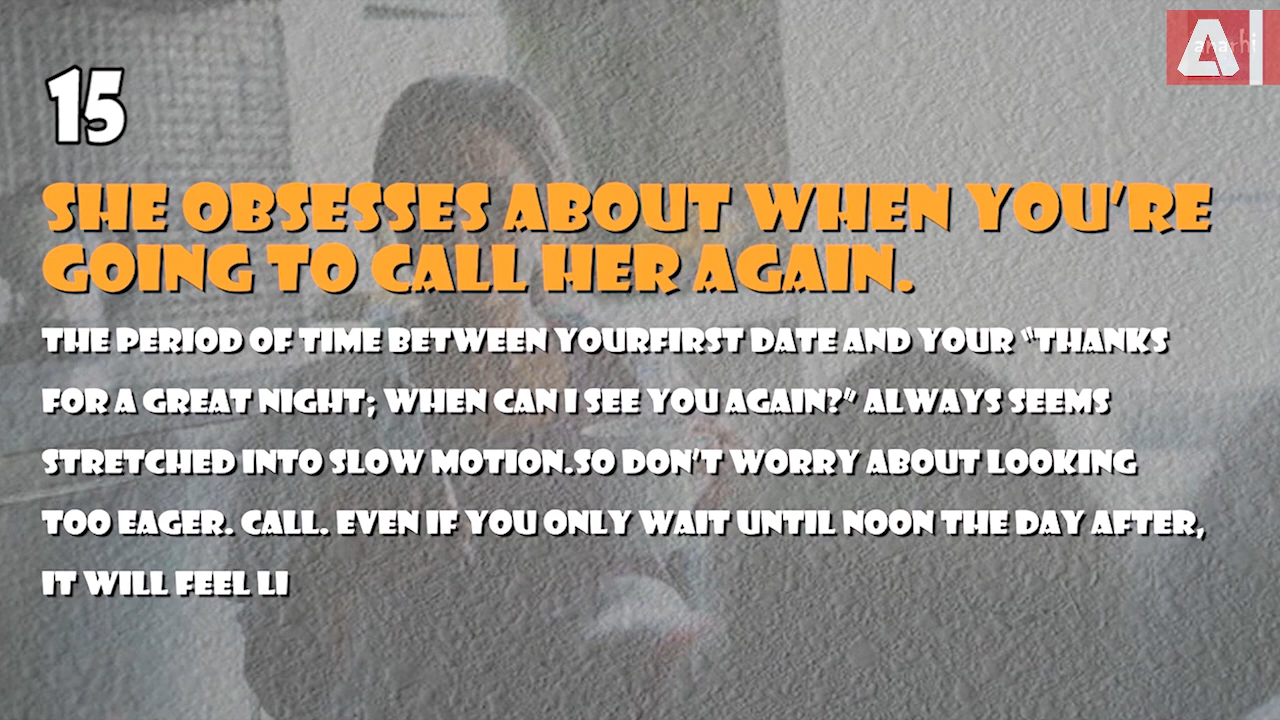 15
SHE OBSESSES ABOUT WHEN YOU'RE
GOING TO CALL HER AGAIN.
THE PERIOD OF TIME BETWEEN YOURFIRST DATE AND YOUR "THANKS
FOR A GREAT NIGHT; WHEN CAN I SEE YOU AGAIN?" ALWAYS SEEMS
STRETCHED INTO SLOW MOTION.SO DON'T WORRY ABOUT LOOKING
TOO EAGER. CALL. EVEN IF YOU ONLY WAIT UNTIL NOON THE DAY AFTER,
IT WILL FEEL LI